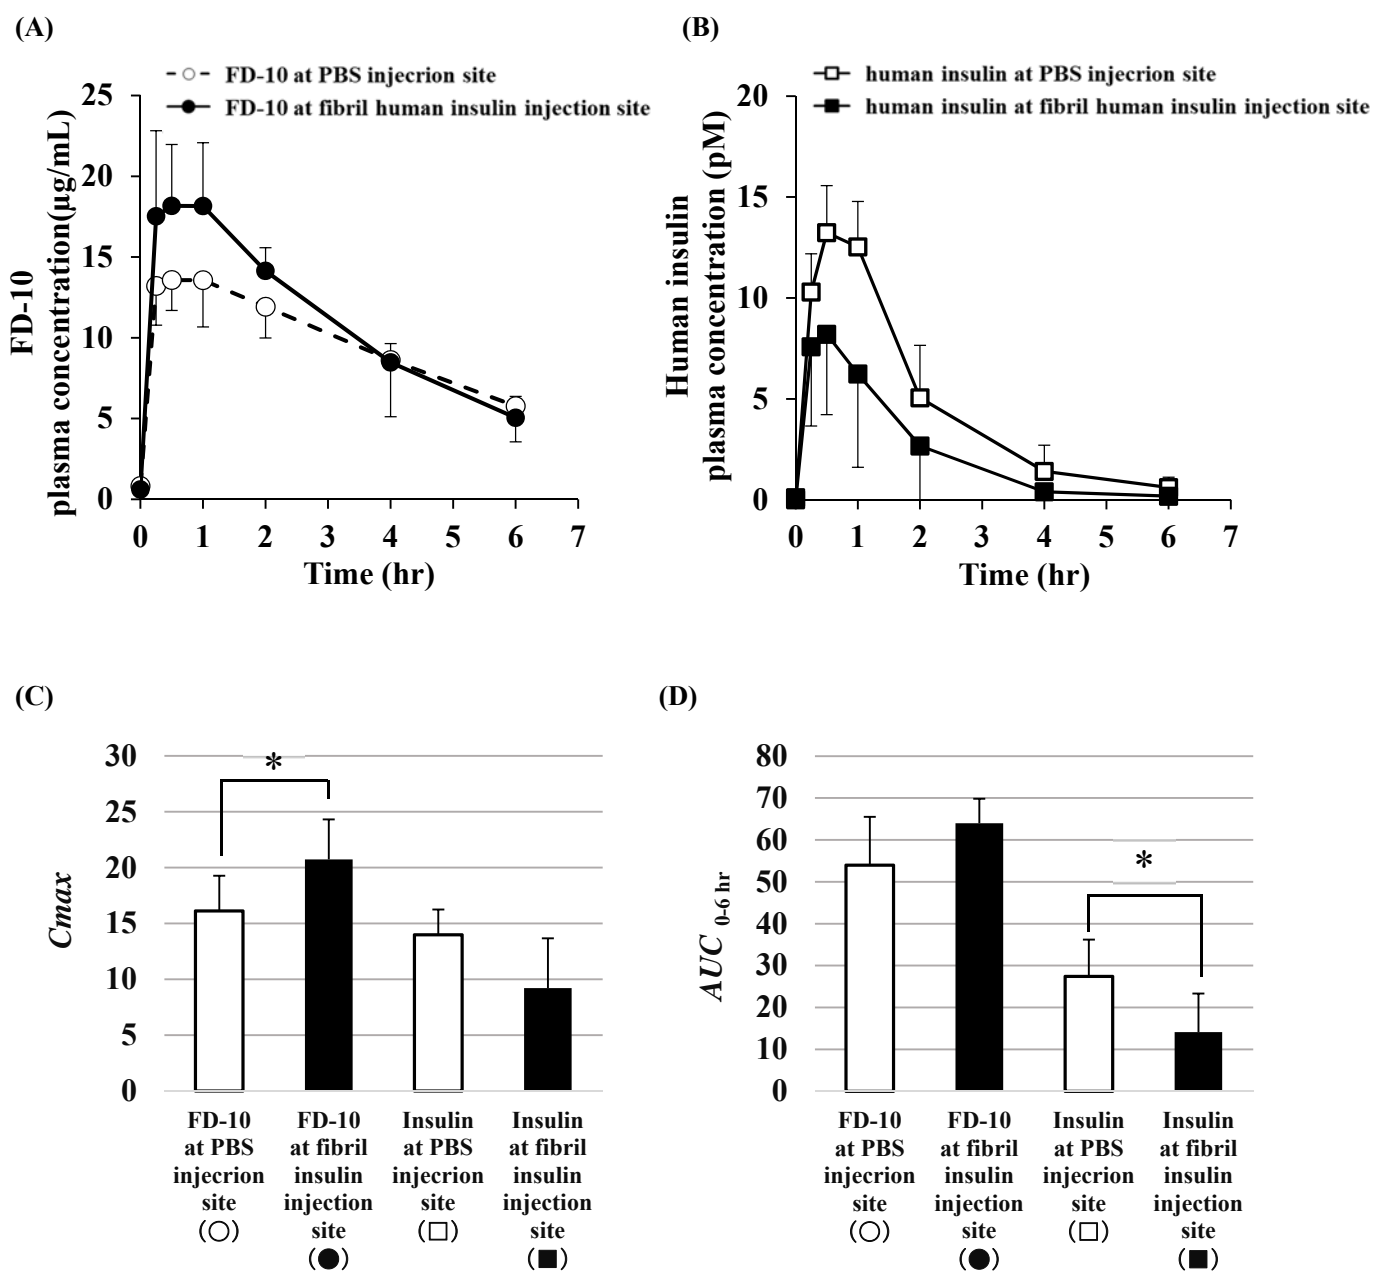 (A)
FD-10 at PBS injecrion site
FD-10 at fibril human insulin injection site
FD-10
plasma concentration(μg/mL)
25
20
15
10
5
0
0 1 2 3 4 5 6 7
Time (hr)
(B)
human insulin at PBS injecrion site
human insulin at fibril human insulin injection site
Human insulin
plasma concentration (pM)
20
15
10
5
0
0 1 2 3 4 5 6 7
Time (hr)
(C)
Cmax
30
25
20
15
10
5
0
*
FD-10
at PBS
injecrion
site
(○)
FD-10
at fibril
insulin
injection
site
(●)
Insulin
at PBS
injecrion
site
(□)
Insulin
at fibril
insulin
injection
site
(■)
(D)
AUC 0-6 hr
80
70
60
50
40
30
20
10
0
*
FD-10
at PBS
injecrion
site
(○)
FD-10
at fibril
insulin
injection
site
(●)
Insulin
at PBS
injecrion
site
(□)
Insulin
at fibril
insulin
injection
site
(■)